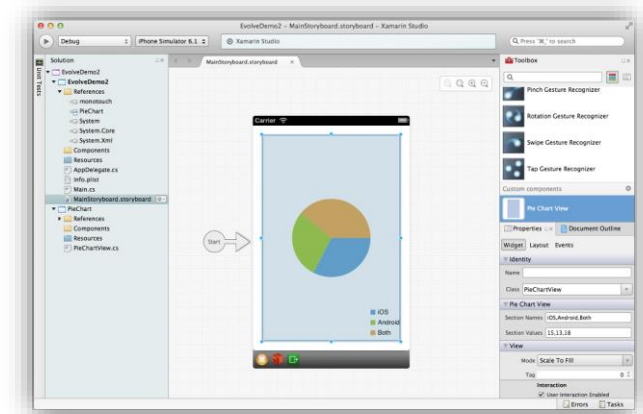 EvolveDemo2 – MainStoryboard.storyboard – Xamarin Studio
Debug
iPhone Simulator 6.1
Xamarin Studio
Press '⌘,' to search
Unit Tests
Solution
EvolveDemo2
EvolveDemo2
References
monotouch
PieChart
System
System.Core
System.Xml
Components
Resources
AppDelegate.cs
Info.plist
Main.cs
MainStoryboard.storyboard
PieChart
References
Components
Resources
PieChartView.cs
MainStoryboard.storyboard
Start
Carrier
iOS
Android
Both
Toolbox
Pinch Gesture Recognizer
Rotation Gesture Recognizer
Swipe Gesture Recognizer
Tap Gesture Recognizer
Custom components
Pie Chart View
Properties
Document Outline
Widget Layout Events
Identity
Name
Class PieChartView
Pie Chart View
Section Names iOS,Android,Both
Section Values 15,13,18
View
Mode Scale To Fill
Tag 0
Interaction
User Interaction Enabled
Errors Tasks